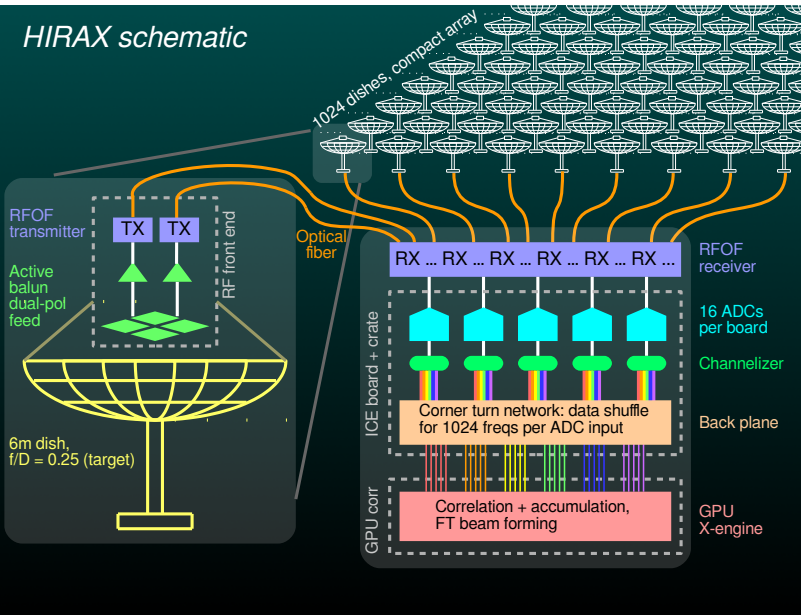 HIRAX schematic
1024 dishes, compact array
RFOF
transmitter
TX
TX
RF front end
Active
balun
dual-pol
feed
6m dish,
f/D = 0.25 (target)
Optical
fiber
RX ... RX ... RX ... RX ... RX ...
RFOF
receiver
ICE board + crate
16 ADCs
per board
Channelizer
Corner turn network: data shuffle
for 1024 freqs per ADC input
Back plane
GPU corr
Correlation + accumulation,
FT beam forming
GPU
X-engine